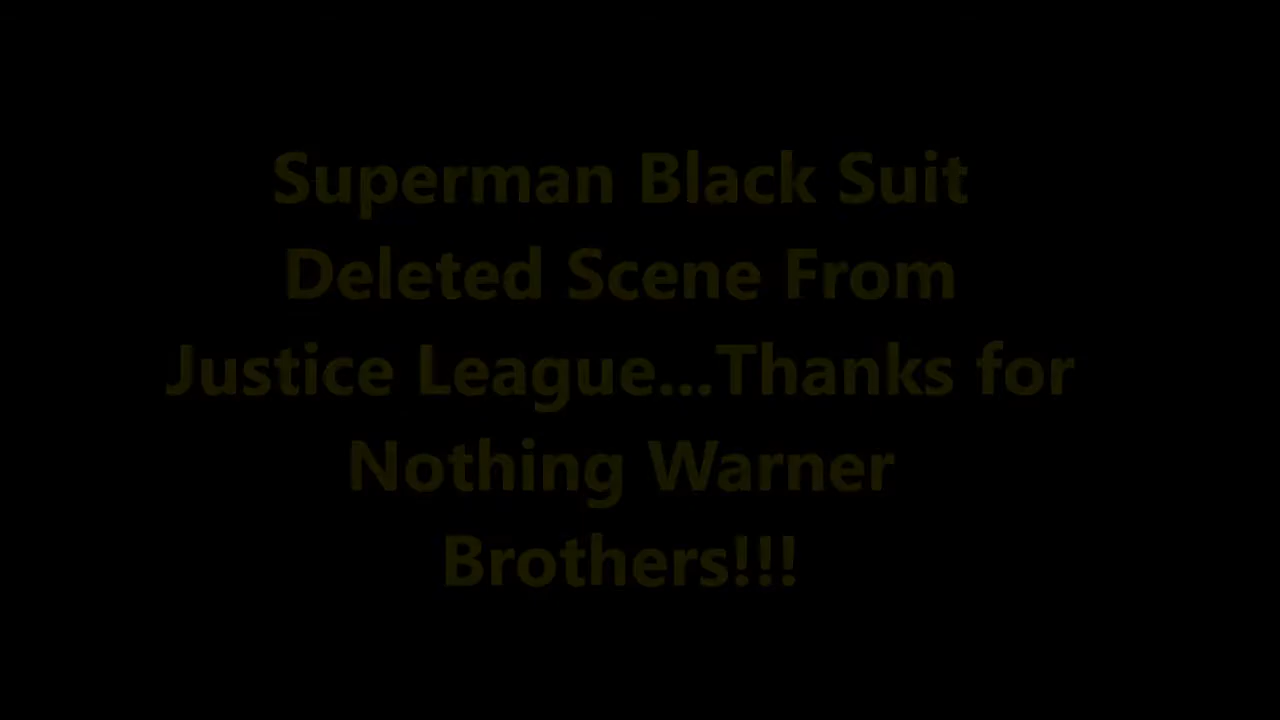 Superman Black Suit
Deleted Scene From
Justice League...Thanks for
Nothing Warner
Brothers!!!